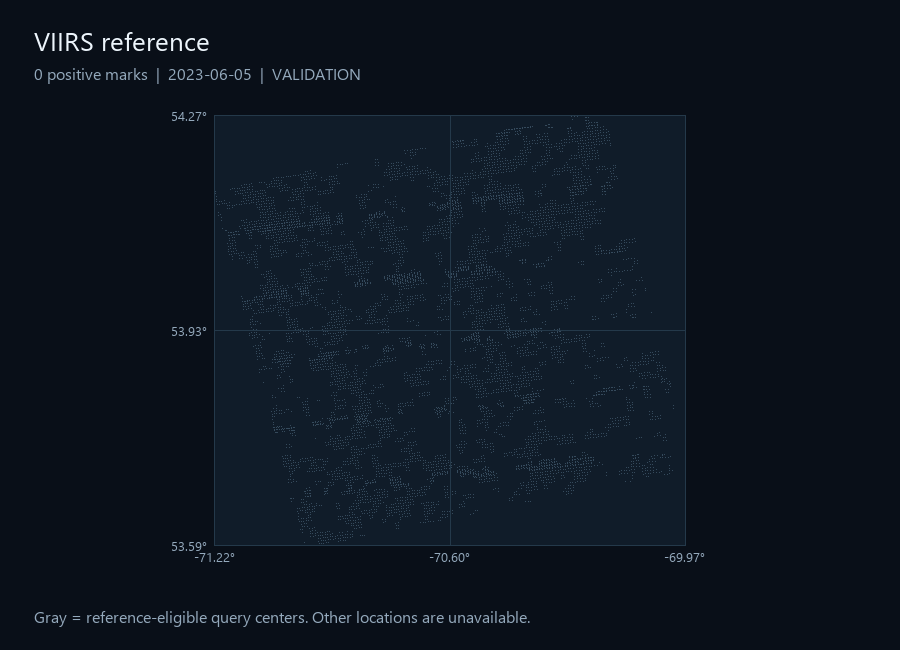 VIIRS reference
0 positive marks | 2023-06-05 | VALIDATION
54.27°
53.93°
53.59°
-71.22°
-70.60°
-69.97°
Gray = reference-eligible query centers. Other locations are unavailable.